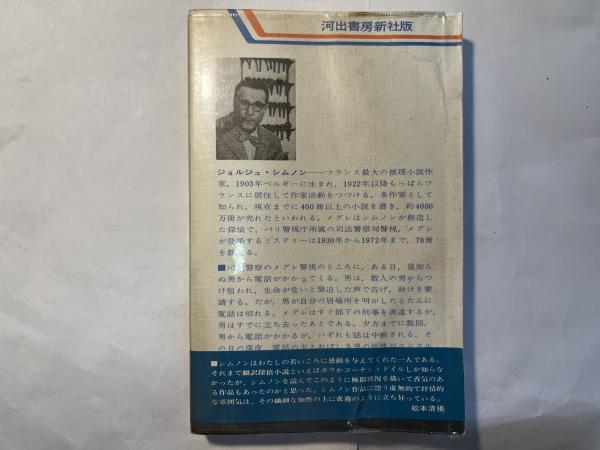 河出書房新社版
ジョルジュ・シムノン――フランス最大の推理小説作
家。1903年ベルギーに生まれ，1922年以降もっぱらフ
ランスに居住して作家活動をつづける。多作家として
知られ，現在までに400冊以上の小説を書き，約4000
万冊が売れたといわれる。メグレはシムノンが創造し
た探偵で，パリ警視庁所属の司法警察局警視。メグレ
が登場するミステリーは1930年から1972年まで，78冊
を数える。
■司法警察のメグレ警視のところに，ある日，見知ら
ぬ男から電話がかかってくる。男は，数人の男からつ
け狙われ，生命が危いと緊迫した声で告げ，助けを要
請する。だが，男が自分の居場所を明かしたとたんに
電話は切れる。メグレはすぐ部下の刑事を派遣するが，
男はすでに立ち去ったあとである。夕方までに数回，
男から電話がかかるが，いずれも話は中断される。そ
の日の深夜，
■シムノンはわたしの若いころに感動を与えてくれた一人である。
それまで翻訳探偵小説といえばポウかコーナン・ドイルしか知らな
かったが，シムノンを読んでこのように極限状況を描いて香気のあ
る作品もあったのかと思った。シムノン作品に漂う虚無的で抒情的
な雰囲気は，その繊細な知性の上に夜霧のように立ち昇っている。
松本清張